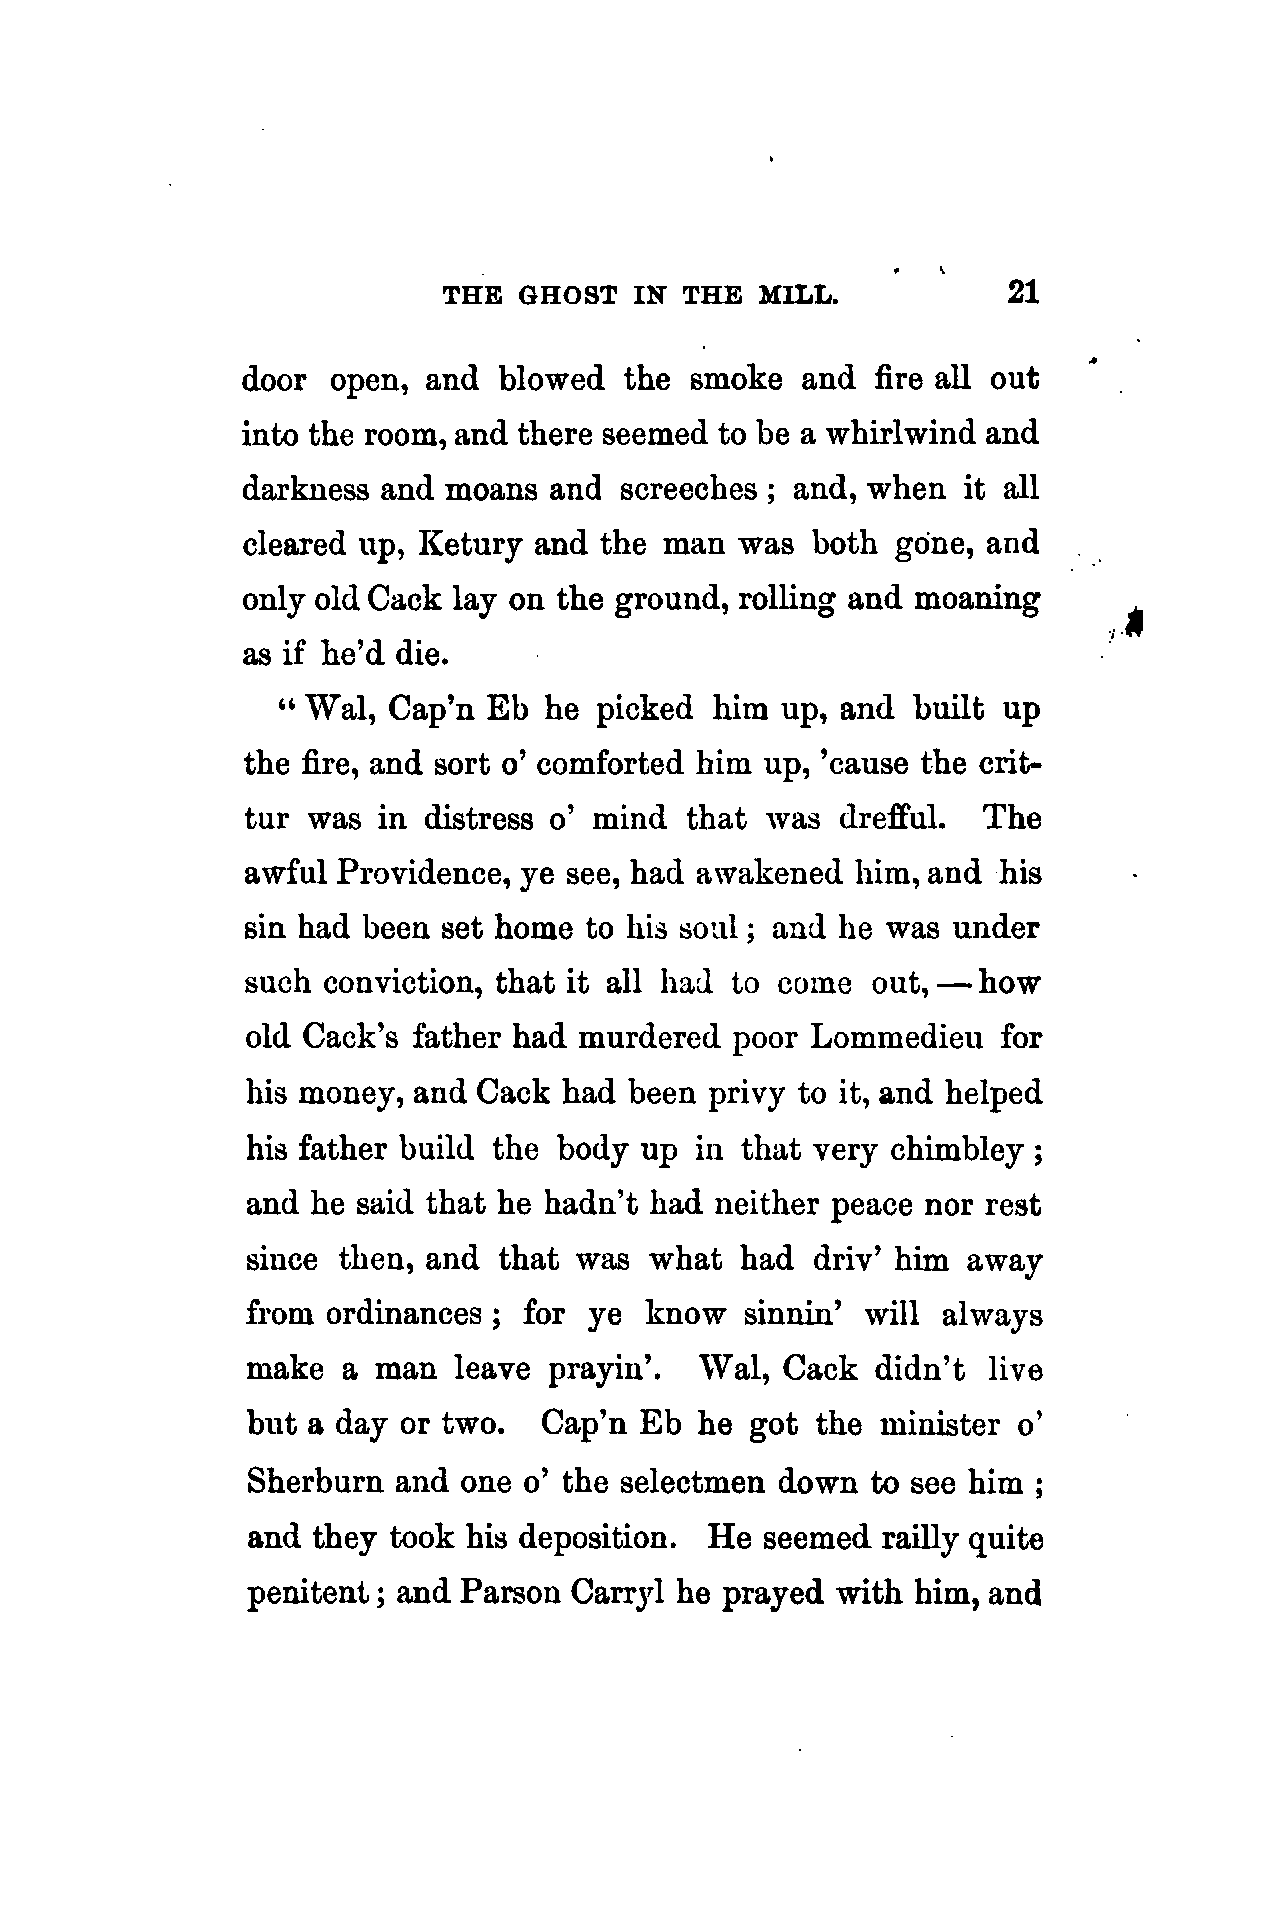 THE GHOST IN THE MILL. 21
door open, and blowed the smoke and fire all out
into the room, and there seemed to be a whirlwind and
darkness and moans and screeches ; and, when it all
cleared up, Ketury and the man was both gone, and
only old Cack lay on the ground, rolling and moaning
as if he'd die.
“ Wal, Cap'n Eb he picked him up, and built up
the fire, and sort o' comforted him up, 'cause the crit-
tur was in distress o' mind that was drefful. The
awful Providence, ye see, had awakened him, and his
sin had been set home to his soul ; and he was under
such conviction, that it all had to come out, — how
old Cack's father had murdered poor Lommedieu for
his money, and Cack had been privy to it, and helped
his father build the body up in that very chimbley ;
and he said that he hadn't had neither peace nor rest
since then, and that was what had driv' him away
from ordinances ; for ye know sinnin' will always
make a man leave prayin'. Wal, Cack didn't live
but a day or two. Cap'n Eb he got the minister o'
Sherburn and one o' the selectmen down to see him ;
and they took his deposition. He seemed railly quite
penitent ; and Parson Carryl he prayed with him, and